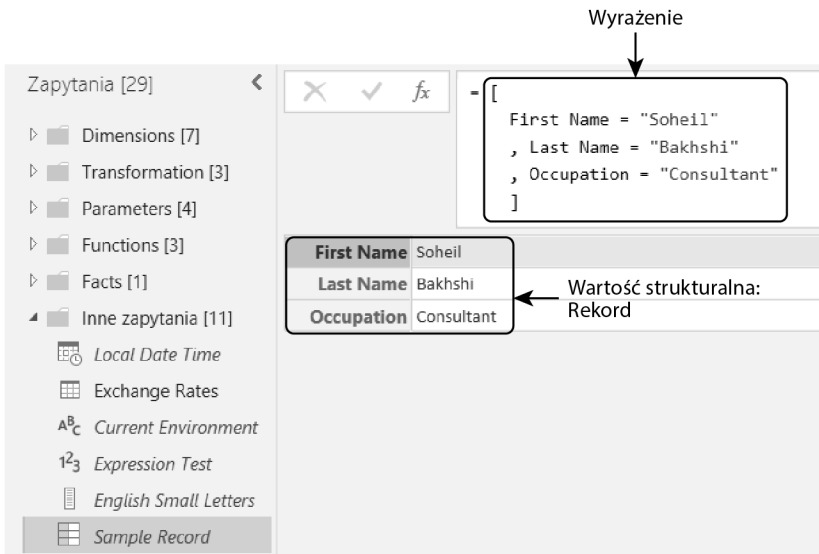 Wyrażenie
Zapytania [29]
fx
= [
First Name = "Soheil"
, Last Name = "Bakhshi"
, Occupation = "Consultant"
]
Dimensions [7]
Transformation [3]
Parameters [4]
Functions [3]
Facts [1]
Inne zapytania [11]
Local Date Time
Exchange Rates
ABC Current Environment
123 Expression Test
English Small Letters
Sample Record
First Name Soheil
Last Name Bakhshi
Occupation Consultant
Wartość strukturalna:
Rekord